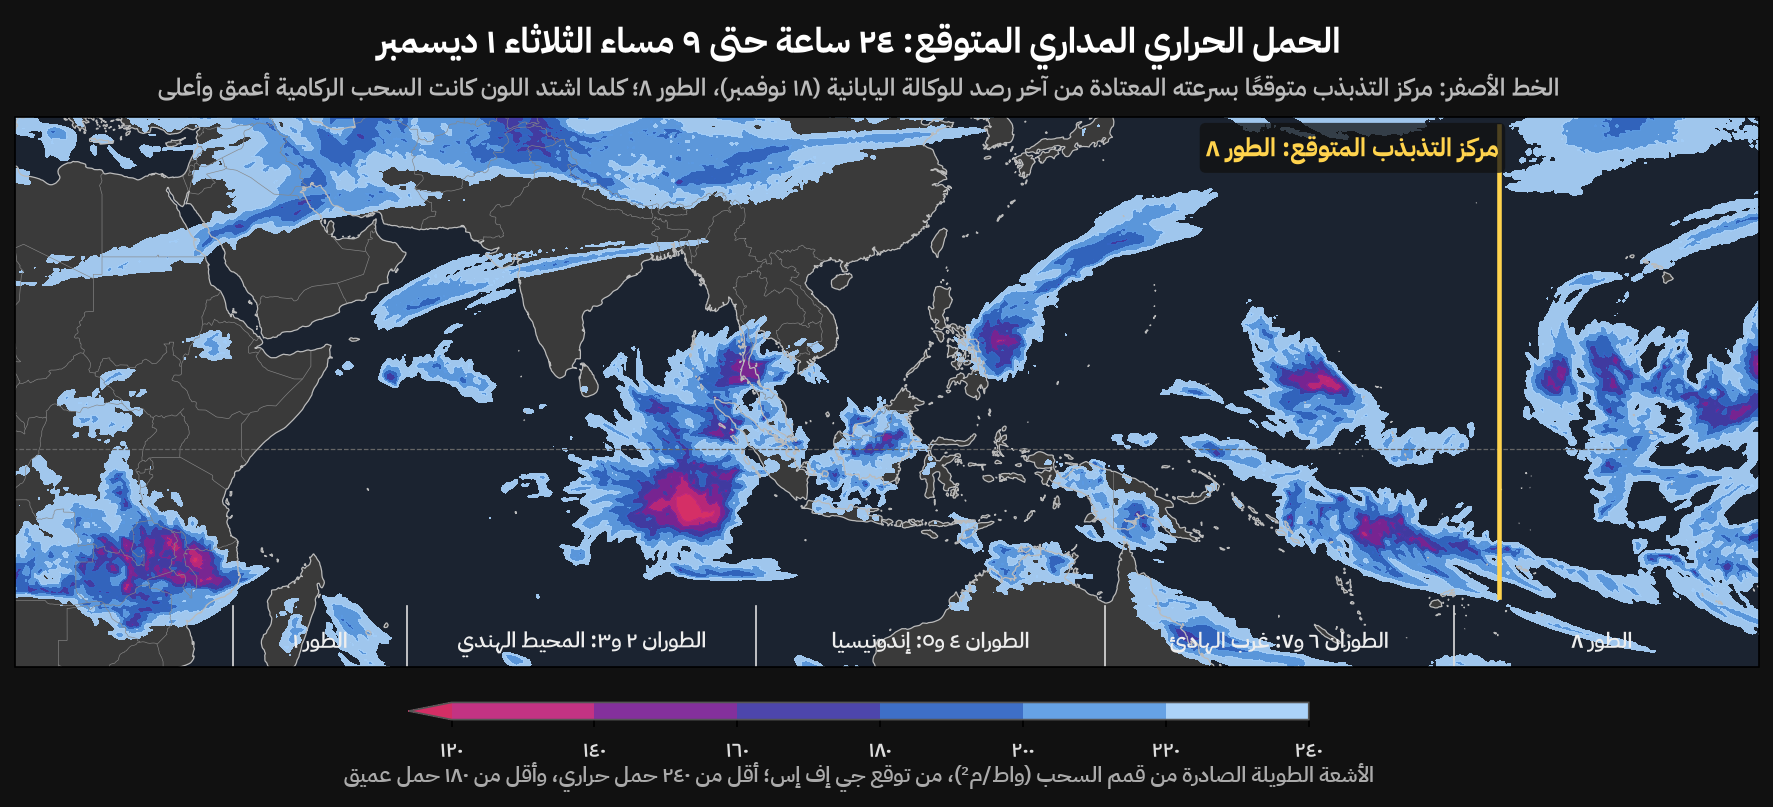 الحمل الحراري المداري المتوقع: ٢٤ ساعة حتى ٩ مساء الثلاثاء ١ ديسمبر
الخط الأصفر: مركز التذبذب متوقعًا بسرعته المعتادة من آخر رصد للوكالة اليابانية (١٨ نوفمبر)، الطور ٨؛ كلما اشتد اللون كانت السحب الركامية أعمق وأعلى
مركز التذبذب المتوقع: الطور ٨
الطور ١
الطوران ٢ و٣: المحيط الهندي
الطوران ٤ و٥: إندونيسيا
الطوران ٦ و٧: غرب الهادئ
الطور ٨
١٢٠ ١٤٠ ١٦٠ ١٨٠ ٢٠٠ ٢٢٠ ٢٤٠
الأشعة الطويلة الصادرة من قمم السحب (واط/م²)، من توقع جي إف إس؛ أقل من ٢٤٠ حمل حراري، وأقل من ١٨٠ حمل عميق